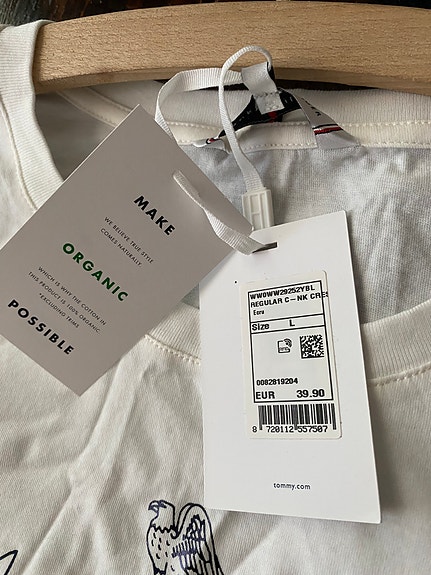 MAKE
WE BELIEVE TRUE STYLE
COMES NATURALLY
ORGANIC
WHICH IS WHY THE COTTON IN
THIS PRODUCT IS 100% ORGANIC.
*EXCLUDING TRIMS
POSSIBLE
WW0WW29252YBL
REGULAR C-NK CRES
Ecru
Size L
0082819204
EUR 39.90
8 720112 557507
tommy.com